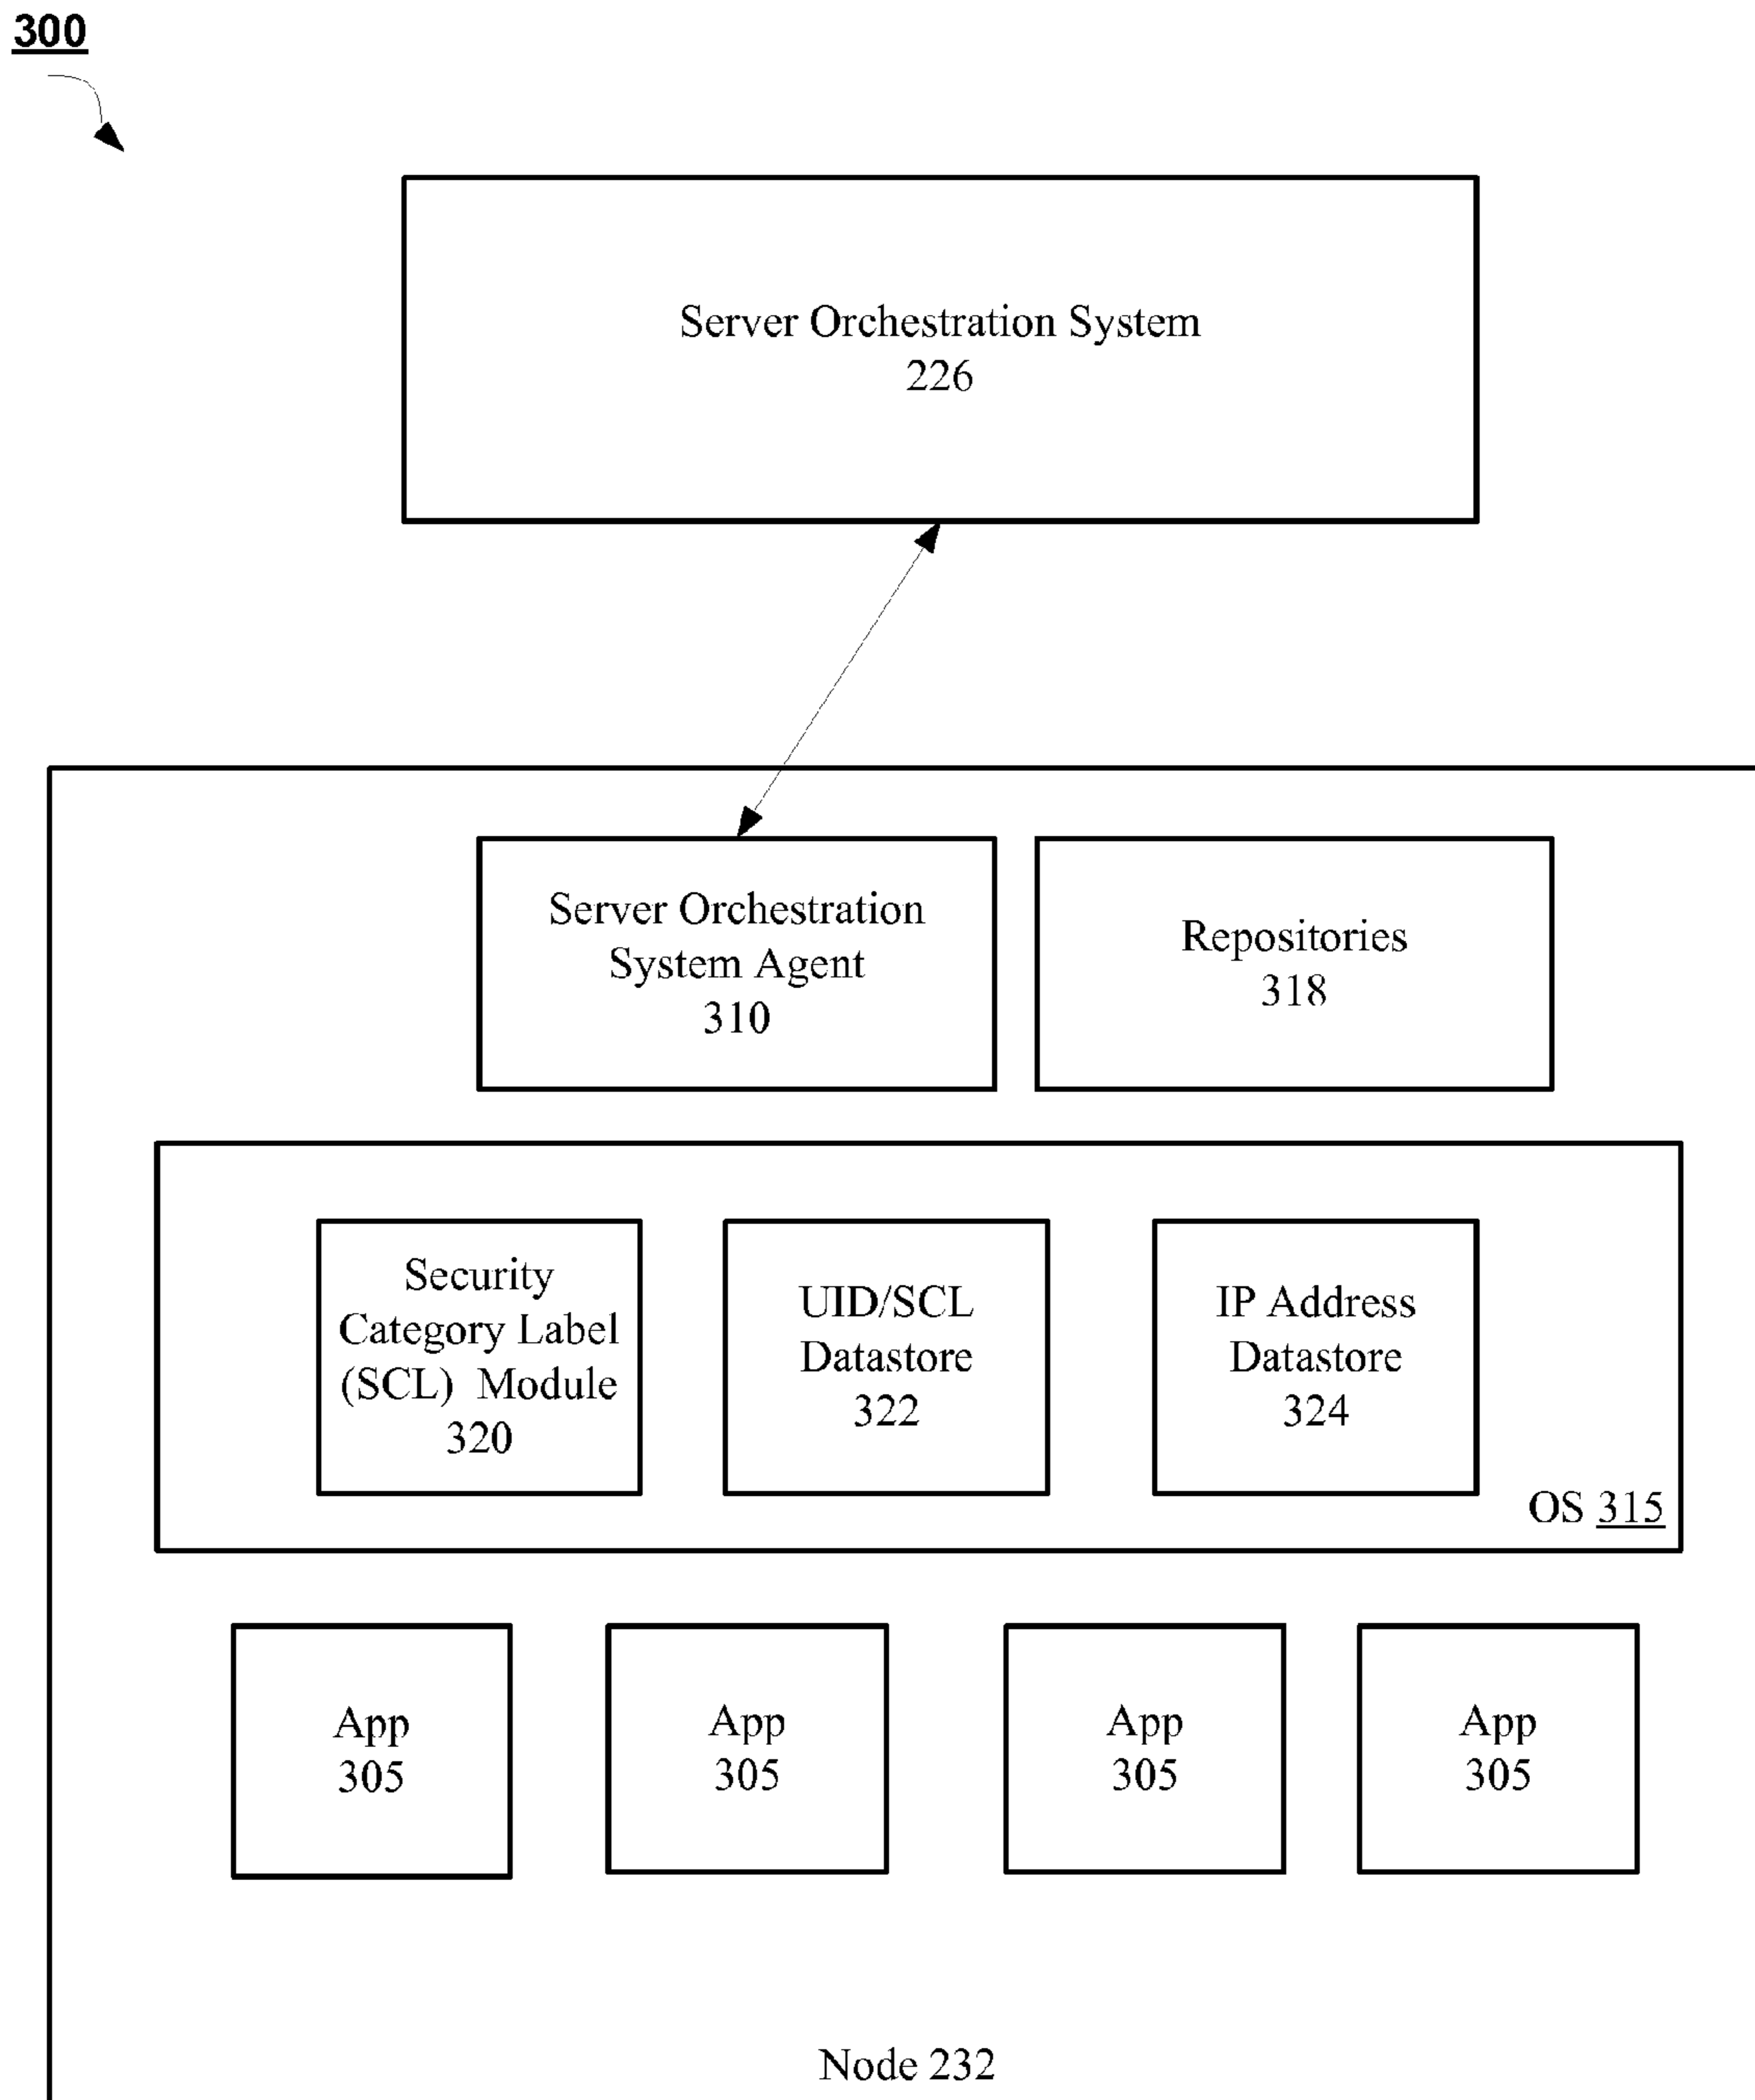 300
Server Orchestration System
226
Server Orchestration
System Agent
310
Repositories
318
Security
Category Label
(SCL) Module
320
UID/SCL
Datastore
322
IP Address
Datastore
324
OS 315
App
305
App
305
App
305
App
305
Node 232